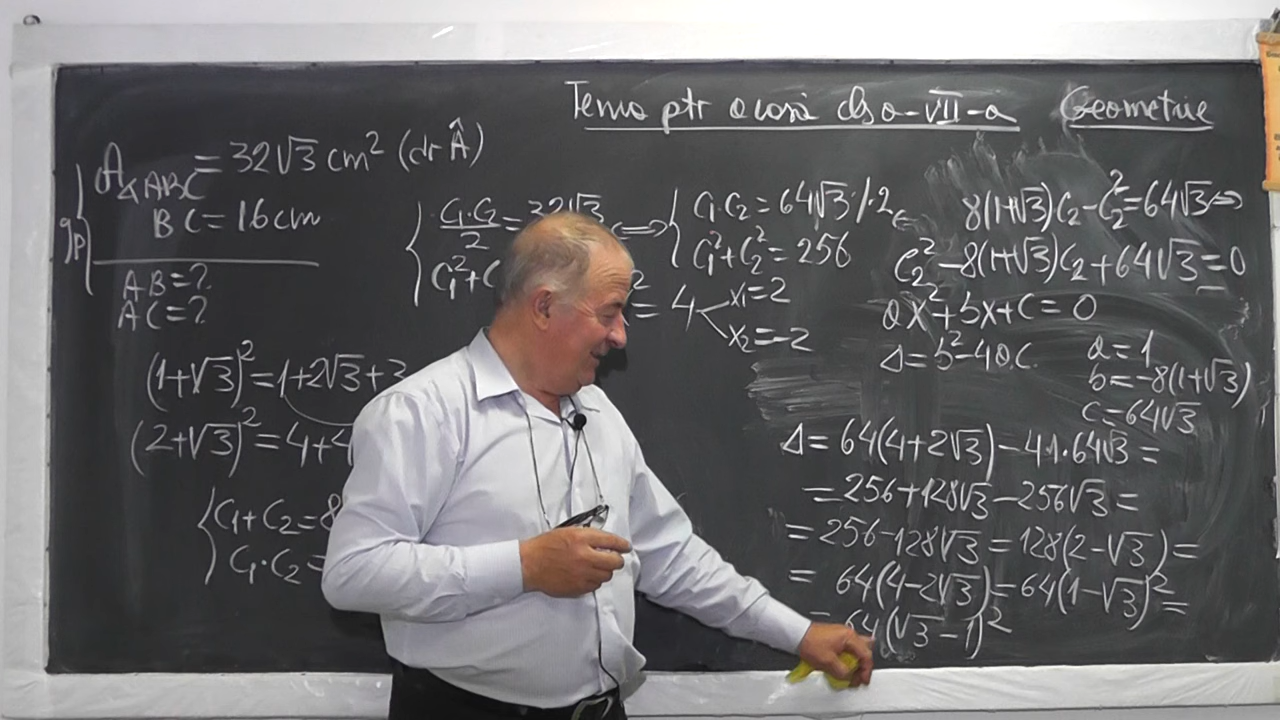 Tema ptr acasă clsa-VII-a Geometrie
A△ABC = 32√3 cm² (dr Â)
BC = 16 cm
AB = ?
AC = ?
(1+√3)² = 1+2√3+3
(2+√3)² = 4+4
C₁+C₂ = 8
C₁·C₂ =
C₁·C₂/2 = 32√3 ⇔ C₁C₂ = 64√3 /·2 ⇐
C₁²+C C₁²+C₂² = 256
² = 4 x₁ = 2
x₂ = -2
8(1+√3)C₂ - C₂² = 64√3 ⇔
C₂² - 8(1+√3)C₂ + 64√3 = 0
ax²+bx+c = 0
Δ = b²-4ac a = 1
b = -8(1+√3)
c = 64√3
Δ = 64(4+2√3) - 4·1·64√3 =
= 256+128√3 - 256√3 =
= 256-128√3 = 128(2-√3) =
= 64(4-2√3) = 64(1-√3)² =
= 64(√3-1)²